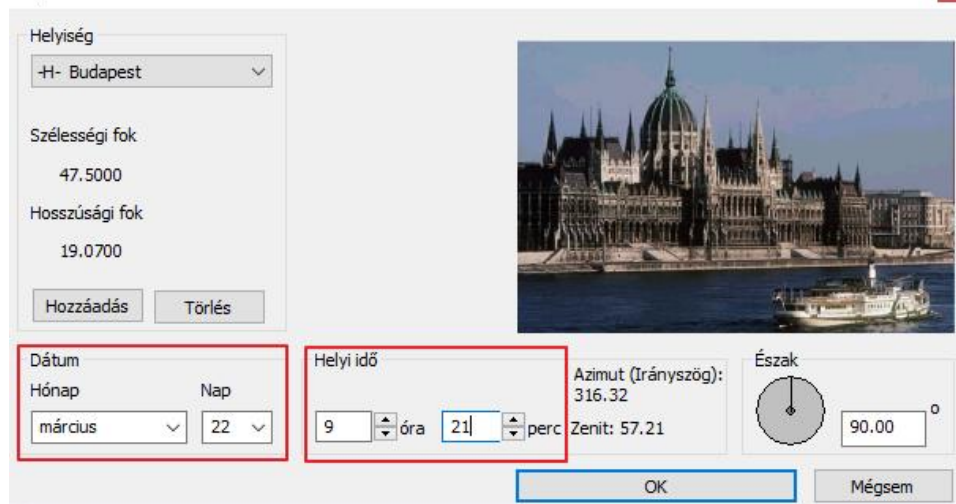 Helyiség
-H- Budapest
Szélességi fok
47.5000
Hosszúsági fok
19.0700
Hozzáadás Törlés
Dátum
Hónap Nap
március 22
Helyi idő
9 óra 21 perc
Azimut (Irányszög):
316.32
Zenit: 57.21
Észak
90.00 °
OK Mégsem